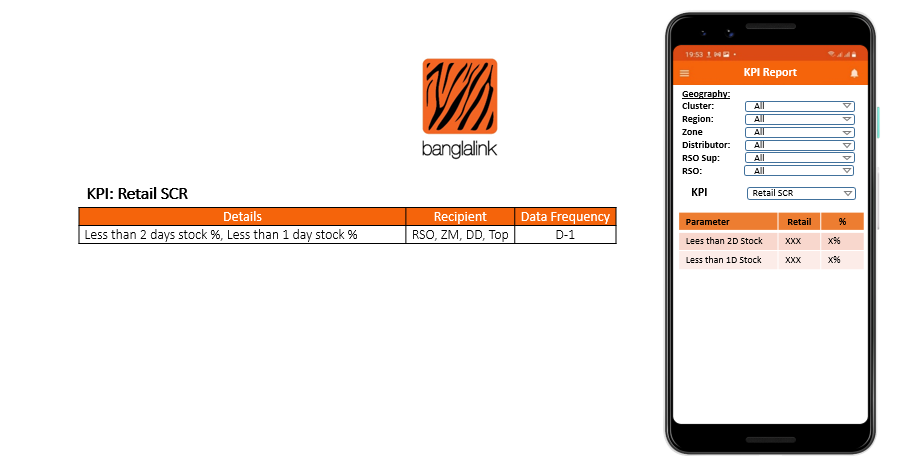 banglalink
KPI: Retail SCR
Details Recipient Data Frequency
Less than 2 days stock %, Less than 1 day stock % RSO, ZM, DD, Top D-1
19:53
KPI Report
Geography:
Cluster: All
Region: All
Zone All
Distributor: All
RSO Sup: All
RSO: All
KPI Retail SCR
Parameter Retail %
Lees than 2D Stock XXX X%
Less than 1D Stock XXX X%